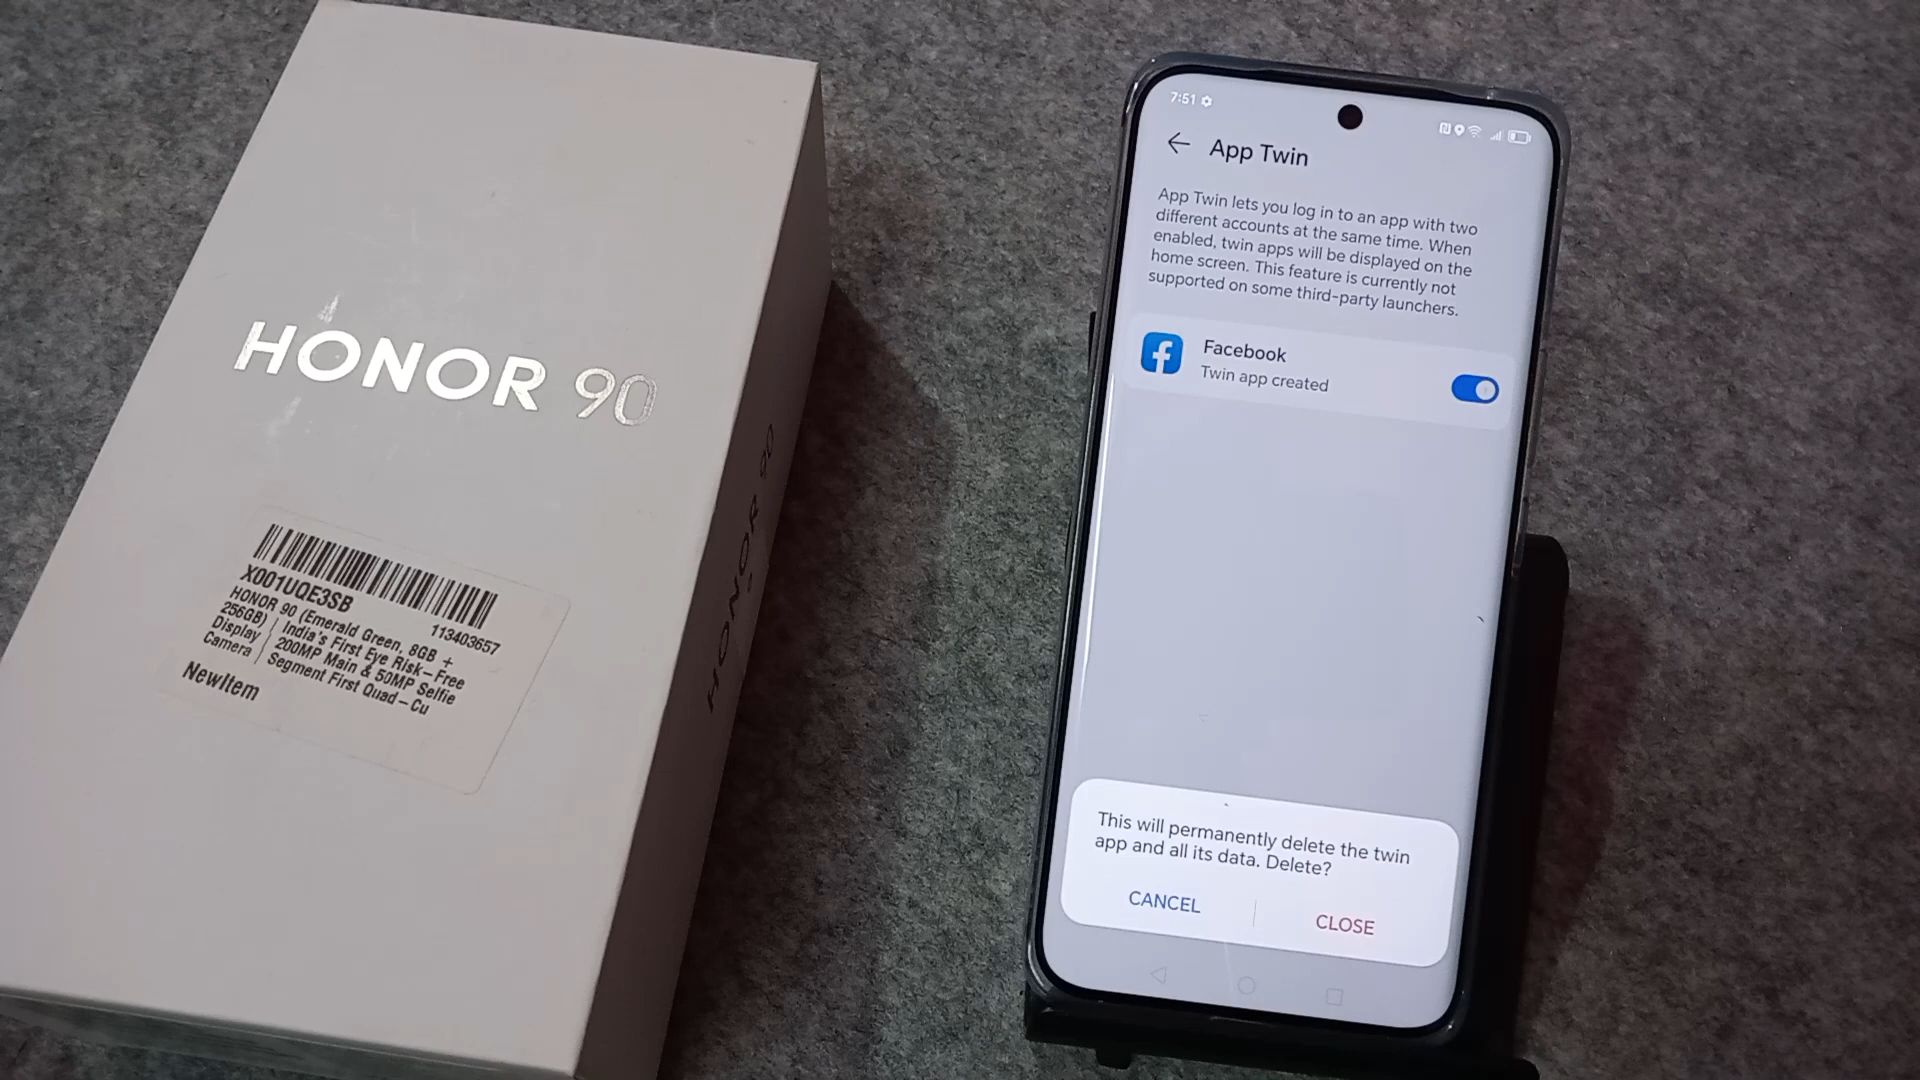 HONOR 90
X001UQE3SB
113403657
HONOR 90 (Emerald Green, 8GB +
256GB) | India's First Eye Risk-Free
Display | 200MP Main & 50MP Selfie
Camera | Segment First Quad-Cu
NewItem
HONOR 90
7:51
App Twin
App Twin lets you log in to an app with two
different accounts at the same time. When
enabled, twin apps will be displayed on the
home screen. This feature is currently not
supported on some third-party launchers.
Facebook
Twin app created
This will permanently delete the twin
app and all its data. Delete?
CANCEL
CLOSE